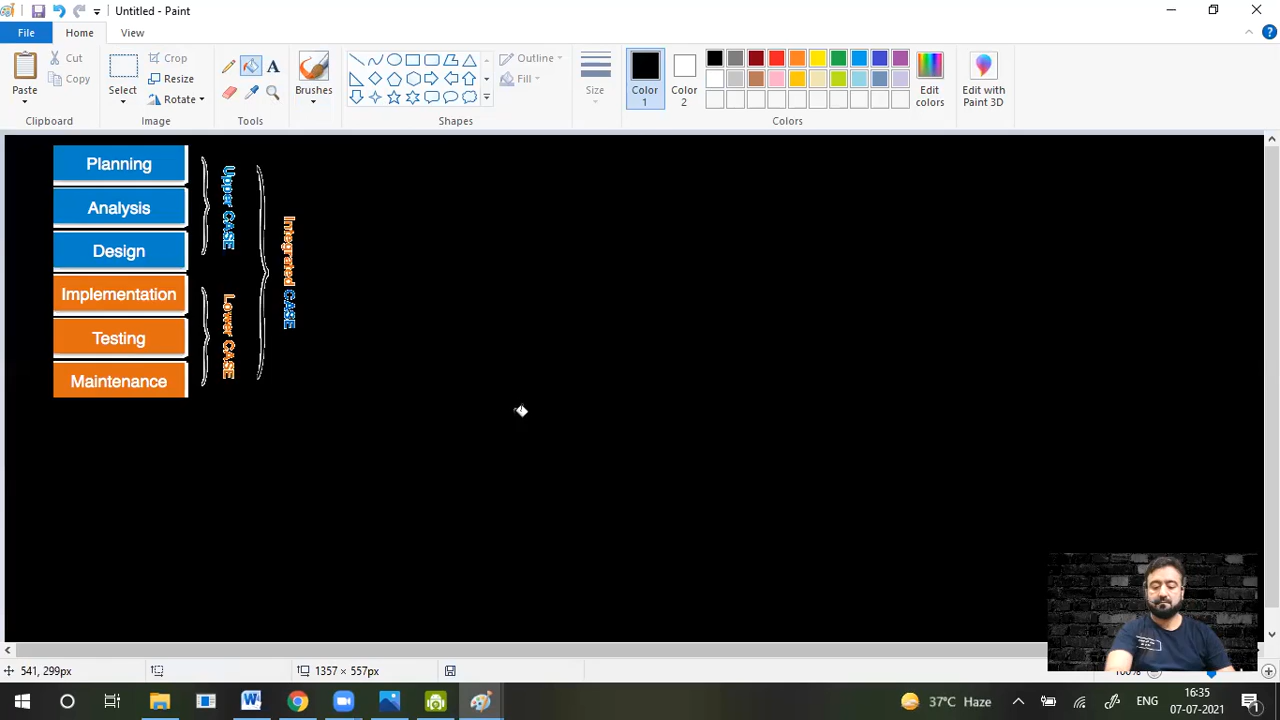 Untitled - Paint
File
Home
View
Paste
Cut
Copy
Clipboard
Select
Crop
Resize
Rotate
Image
A
Tools
Brushes
Outline
Fill
Shapes
Size
Color 1
Color 2
Edit colors
Colors
Edit with Paint 3D
Planning
Analysis
Design
Implementation
Testing
Maintenance
Upper CASE
Lower CASE
Integrated CASE
541, 299px
1357 × 557px
100%
37°C Haze
ENG
16:35
07-07-2021